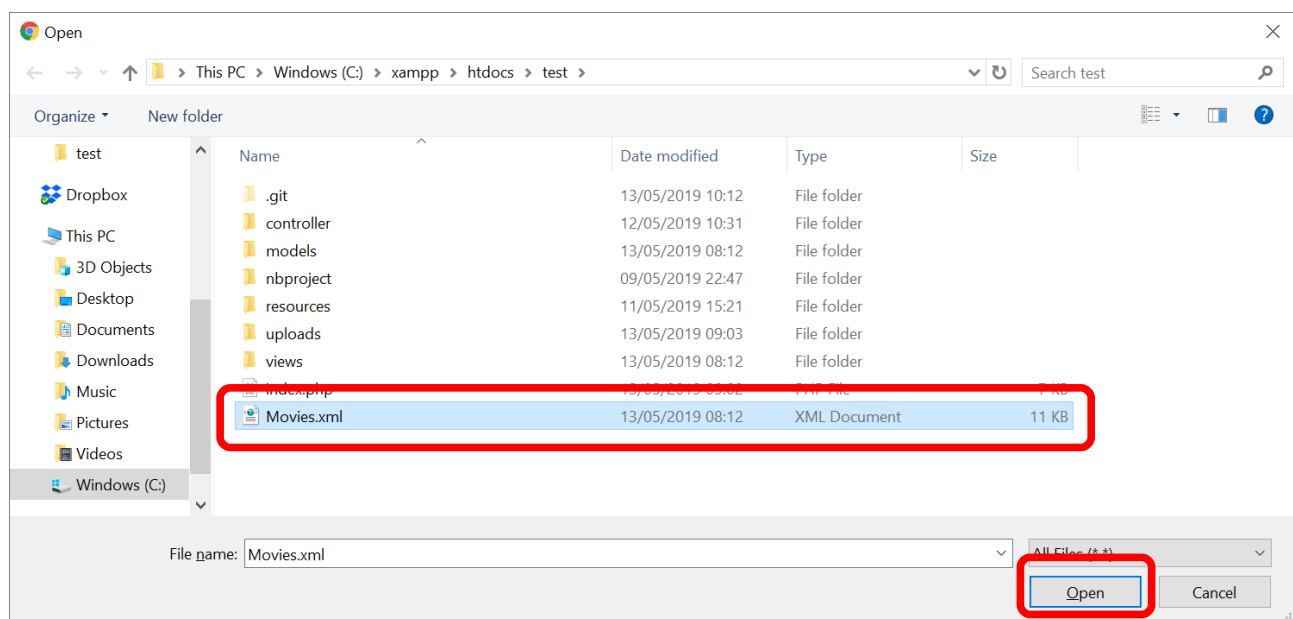 Open
This PC > Windows (C:) > xampp > htdocs > test >
Search test
Organize
New folder
test
Dropbox
This PC
3D Objects
Desktop
Documents
Downloads
Music
Pictures
Videos
Windows (C:)
Name Date modified Type Size
.git 13/05/2019 10:12 File folder
controller 12/05/2019 10:31 File folder
models 13/05/2019 08:12 File folder
nbproject 09/05/2019 22:47 File folder
resources 11/05/2019 15:21 File folder
uploads 13/05/2019 09:03 File folder
views 13/05/2019 08:12 File folder
index.php PHP File 7 KB
Movies.xml 13/05/2019 08:12 XML Document 11 KB
File name: Movies.xml
All Files (*.*)
Open Cancel